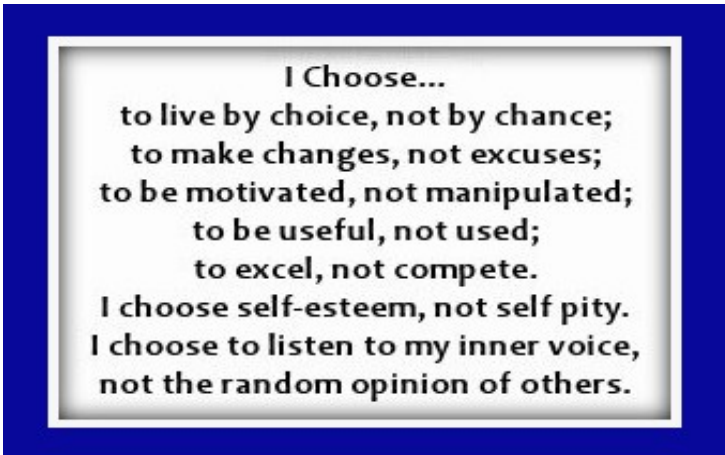 I Choose...
to live by choice, not by chance;
to make changes, not excuses;
to be motivated, not manipulated;
to be useful, not used;
to excel, not compete.
I choose self-esteem, not self pity.
I choose to listen to my inner voice,
not the random opinion of others.